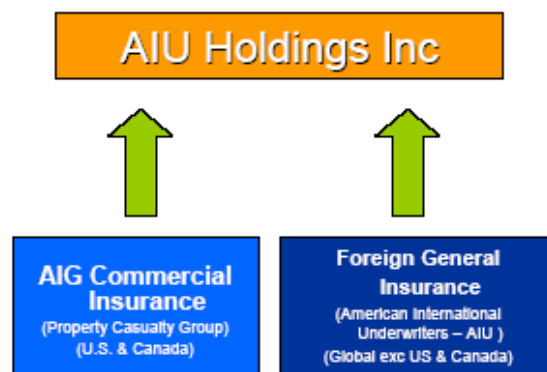 AIU Holdings Inc
AIG Commercial
Insurance
(Property Casualty Group)
(U.S. & Canada)
Foreign General
Insurance
(American International
Underwriters – AIU )
(Global exc US & Canada)